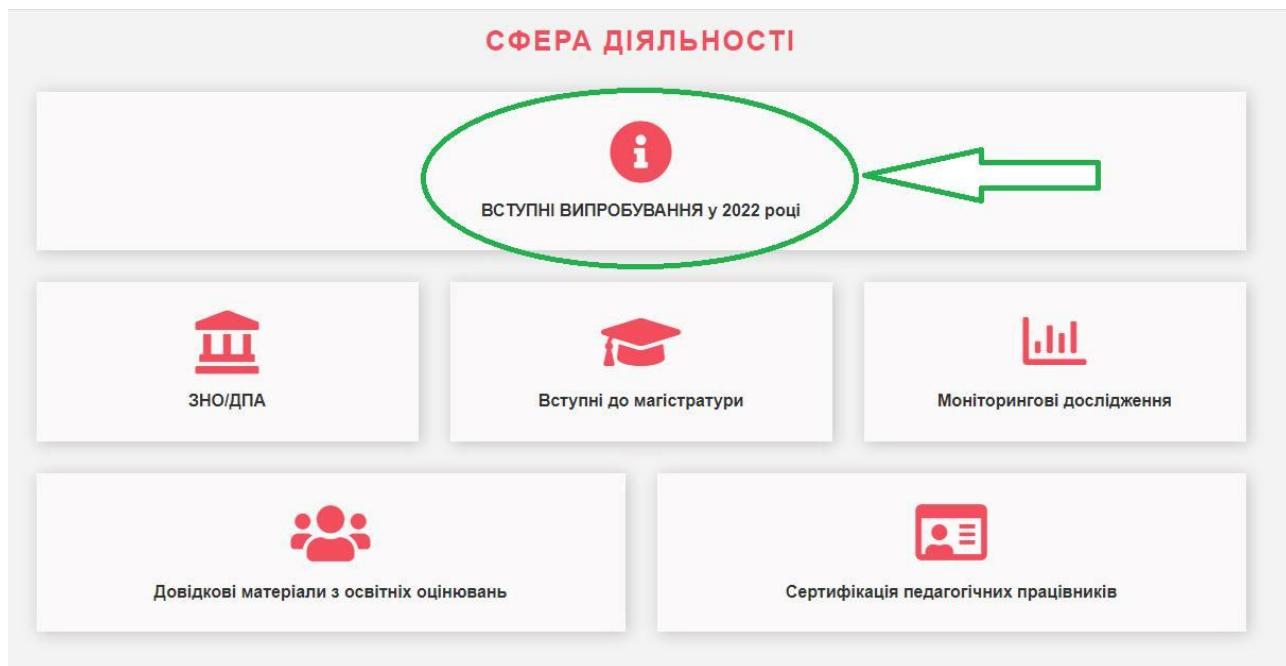 СФЕРА ДІЯЛЬНОСТІ
ВСТУПНІ ВИПРОБУВАННЯ у 2022 році
ЗНО/ДПА
Вступні до магістратури
Моніторингові дослідження
Довідкові матеріали з освітніх оцінювань
Сертифікація педагогічних працівників